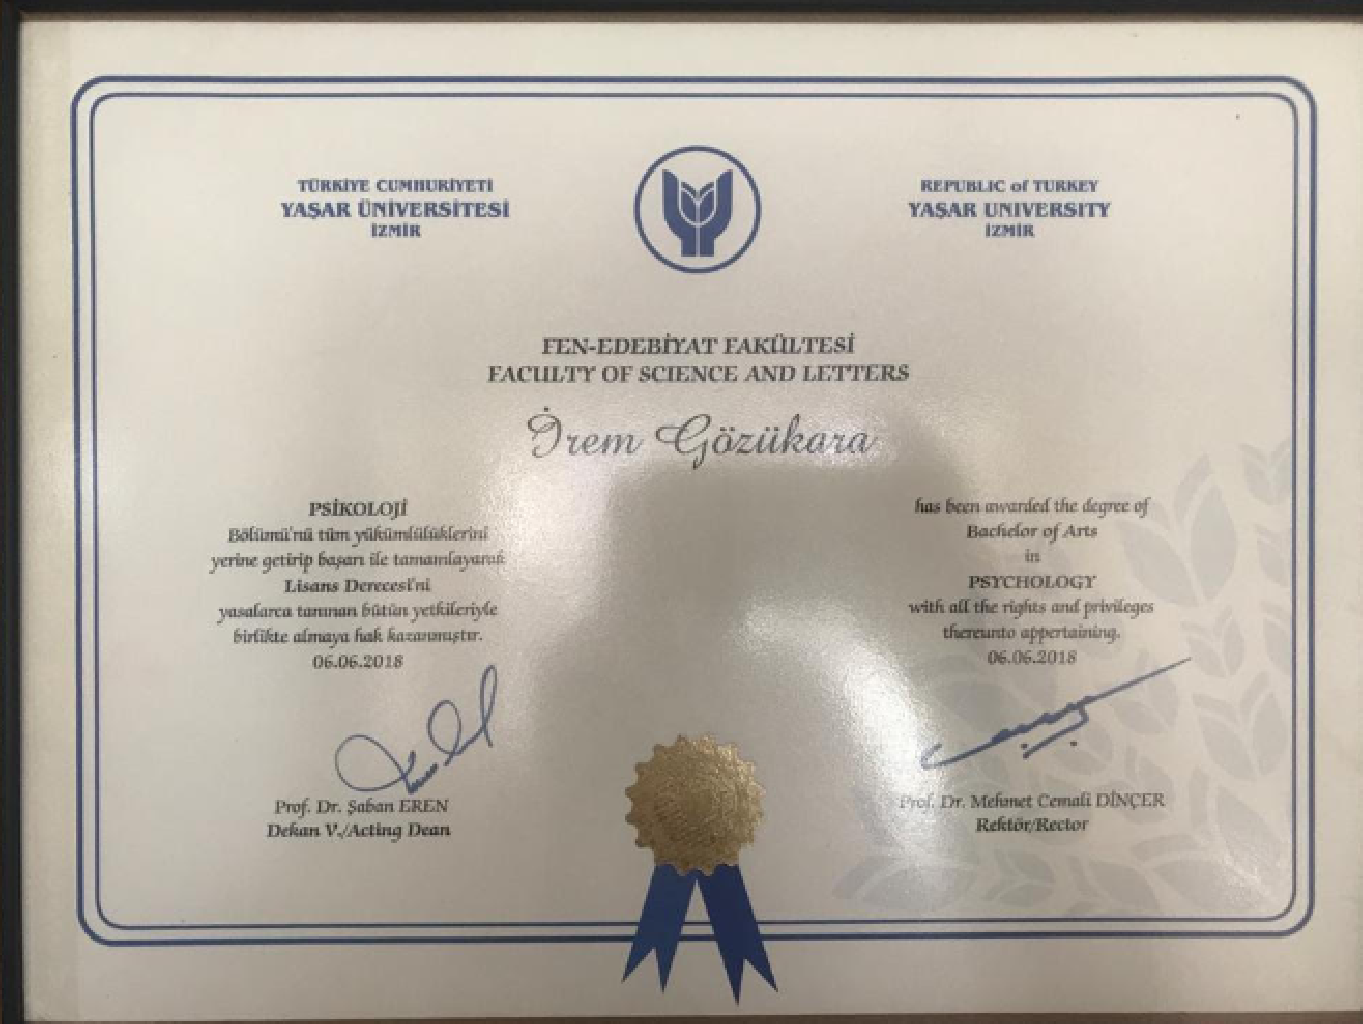 TÜRKİYE CUMHURİYETİ
YAŞAR ÜNİVERSİTESİ
İZMİR
REPUBLIC of TURKEY
YAŞAR UNIVERSITY
İZMİR
FEN-EDEBİYAT FAKÜLTESİ
FACULTY OF SCIENCE AND LETTERS
İrem Gözükara
PSİKOLOJİ
Bölümü'nü tüm yükümlülüklerini
yerine getirip başarı ile tamamlayarak
Lisans Derecesi'ni
yasalarca tanınan bütün yetkileriyle
birlikte almaya hak kazanmıştır.
06.06.2018
has been awarded the degree of
Bachelor of Arts
in
PSYCHOLOGY
with all the rights and privileges
thereunto appertaining.
06.06.2018
Prof. Dr. Şaban EREN
Dekan V./Acting Dean
Prof. Dr. Mehmet Cemali DİNÇER
Rektör/Rector